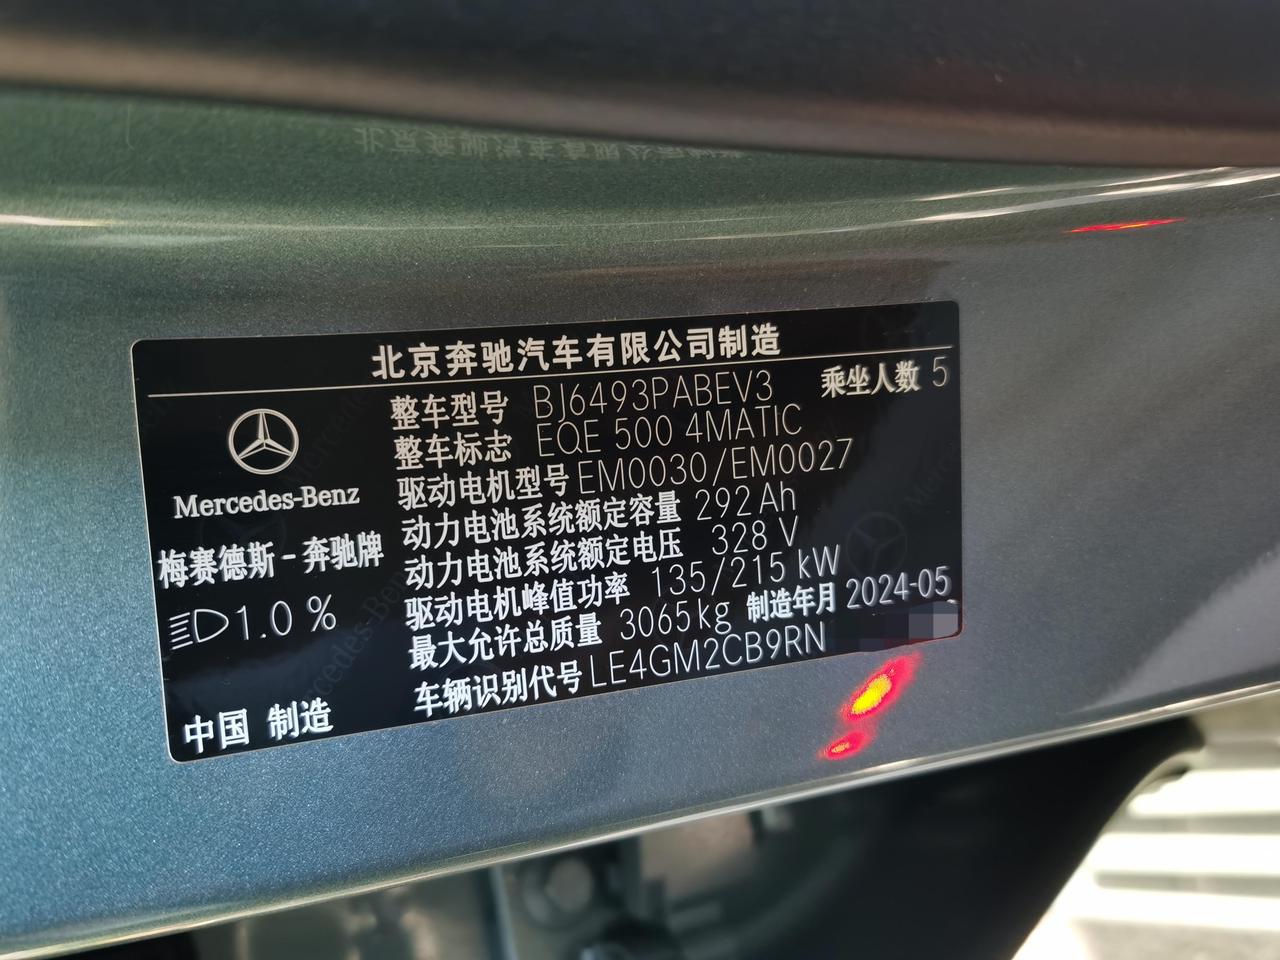 北京奔驰汽车有限公司制造
整车型号 BJ6493PABEV3 乘坐人数 5
整车标志 EQE 500 4MATIC
驱动电机型号 EM0030/EM0027
动力电池系统额定容量 292 Ah
动力电池系统额定电压 328 V
驱动电机峰值功率 135/215 kW
最大允许总质量 3065 kg 制造年月 2024-05
车辆识别代号 LE4GM2CB9RN
Mercedes-Benz
梅赛德斯-奔驰牌
1.0 %
中国 制造